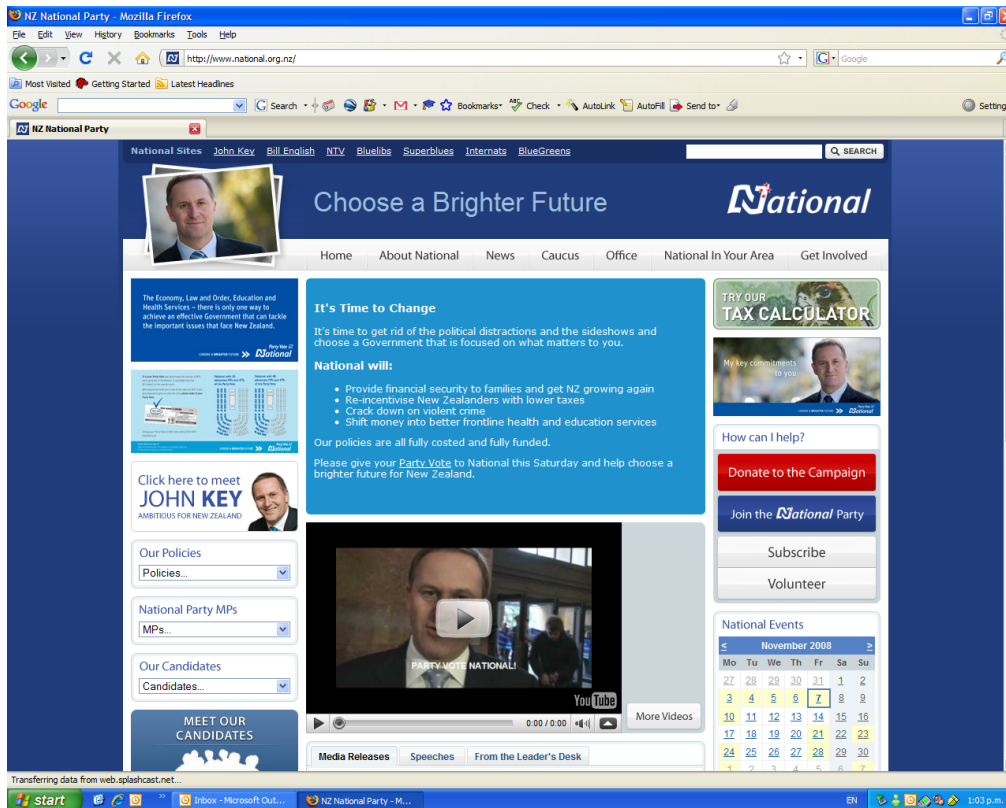 NZ National Party - Mozilla Firefox
File Edit View History Bookmarks Tools Help
http://www.national.org.nz/
Google
Most Visited Getting Started Latest Headlines
Google Search Bookmarks Check AutoLink AutoFill Send to Setting
NZ National Party
National Sites John Key Bill English NTV Bluelibs Superblues Internats BlueGreens SEARCH
Choose a Brighter Future
National
Home About National News Caucus Office National In Your Area Get Involved
The Economy, Law and Order, Education and
Health Services – there is only one way to
achieve an effective Government that can tackle
the important issues that face New Zealand.
National
National
Click here to meet
JOHN KEY
AMBITIOUS FOR NEW ZEALAND
Our Policies
Policies...
National Party MPs
MPs...
Our Candidates
Candidates...
MEET OUR
CANDIDATES
It's Time to Change
It's time to get rid of the political distractions and the sideshows and
choose a Government that is focused on what matters to you.
National will:
• Provide financial security to families and get NZ growing again
• Re-incentivise New Zealanders with lower taxes
• Crack down on violent crime
• Shift money into better frontline health and education services
Our policies are all fully costed and fully funded.
Please give your Party Vote to National this Saturday and help choose a
brighter future for New Zealand.
PARTY VOTE NATIONAL!
YouTube
0:00 / 0:00
More Videos
Media Releases Speeches From the Leader's Desk
TRY OUR
TAX CALCULATOR
My key commitments
to you
National
How can I help?
Donate to the Campaign
Join the National Party
Subscribe
Volunteer
National Events
< November 2008 >
Mo Tu We Th Fr Sa Su
27 28 29 30 31 1 2
3 4 5 6 7 8 9
10 11 12 13 14 15 16
17 18 19 20 21 22 23
24 25 26 27 28 29 30
1 2 3 4 5 6 7
Transferring data from web.splashcast.net...
start Inbox - Microsoft Out... NZ National Party - M... EN 1:03 p.m.